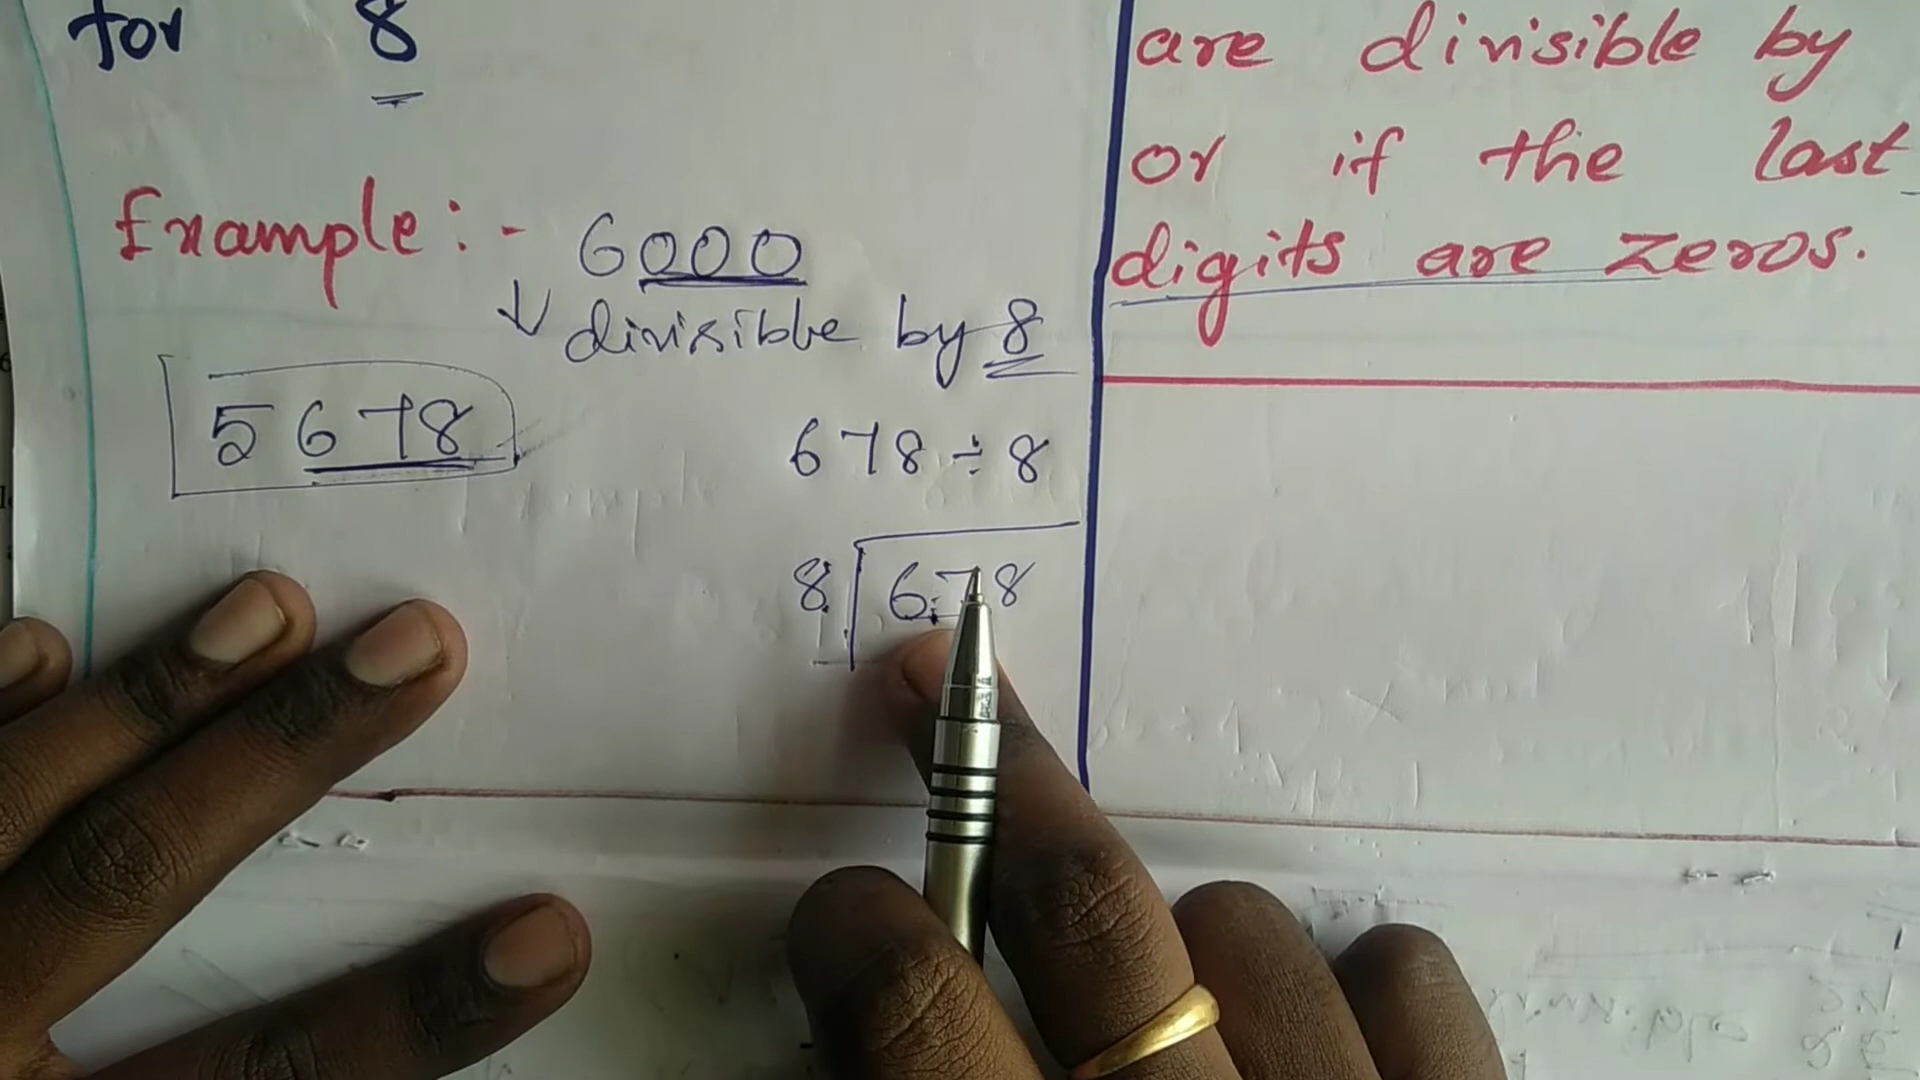 for 8
Example:- 6000
↓ divisible by 8
5678
678 ÷ 8
8 678
are divisible by
or if the last
digits are zeros.